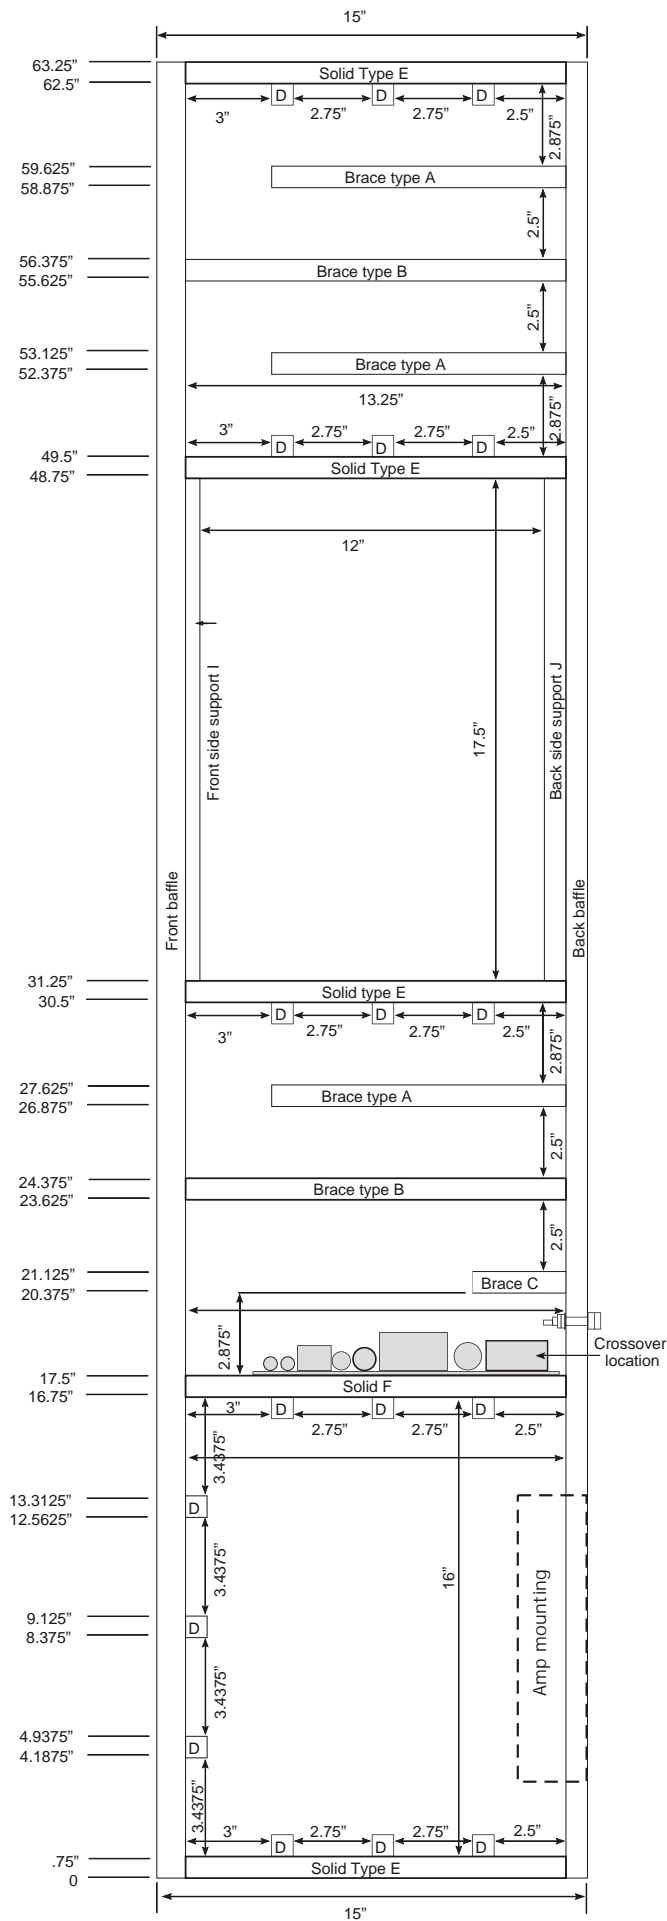 15”
63.25”
Solid Type E
62.5”
D D D
3” 2.75” 2.75” 2.5”
2.875”
59.625”
Brace type A
58.875”
2.5”
56.375”
Brace type B
55.625”
2.5”
53.125”
Brace type A
52.375”
13.25”
2.875”
3” 2.75” 2.75” 2.5”
D D D
49.5”
Solid Type E
48.75”
12”
Front side support I
Back side support J
17.5”
Front baffle
Back baffle
31.25”
Solid type E
30.5”
D D D
3” 2.75” 2.75” 2.5”
2.875”
27.625”
Brace type A
26.875”
2.5”
24.375”
Brace type B
23.625”
2.5”
21.125”
Brace C
20.375”
2.875”
Crossover
location
17.5”
Solid F
16.75”
D D D
3” 2.75” 2.75” 2.5”
3.4375”
13.3125”
D
12.5625”
3.4375”
16”
Amp mounting
9.125”
D
8.375”
3.4375”
4.9375”
D
4.1875”
3.4375”
3” 2.75” 2.75” 2.5”
D D D
.75”
Solid Type E
0
15”